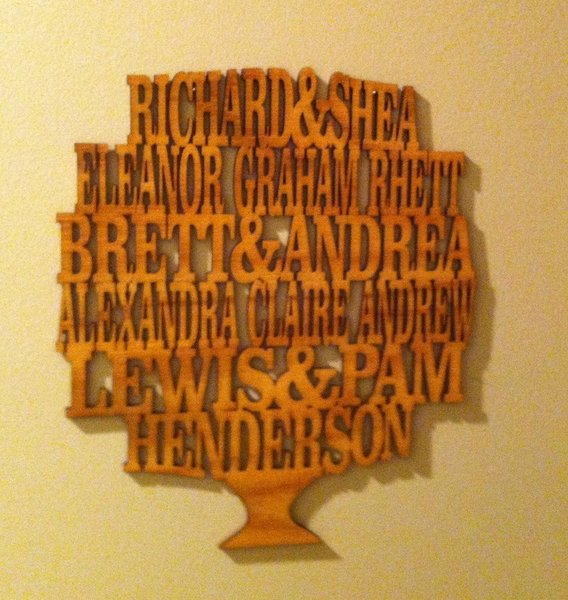 RICHARD&SHEA
ELEANOR GRAHAM RHETT
BRETT&ANDREA
ALEXANDRA CLAIRE ANDREW
LEWIS&PAM
HENDERSON